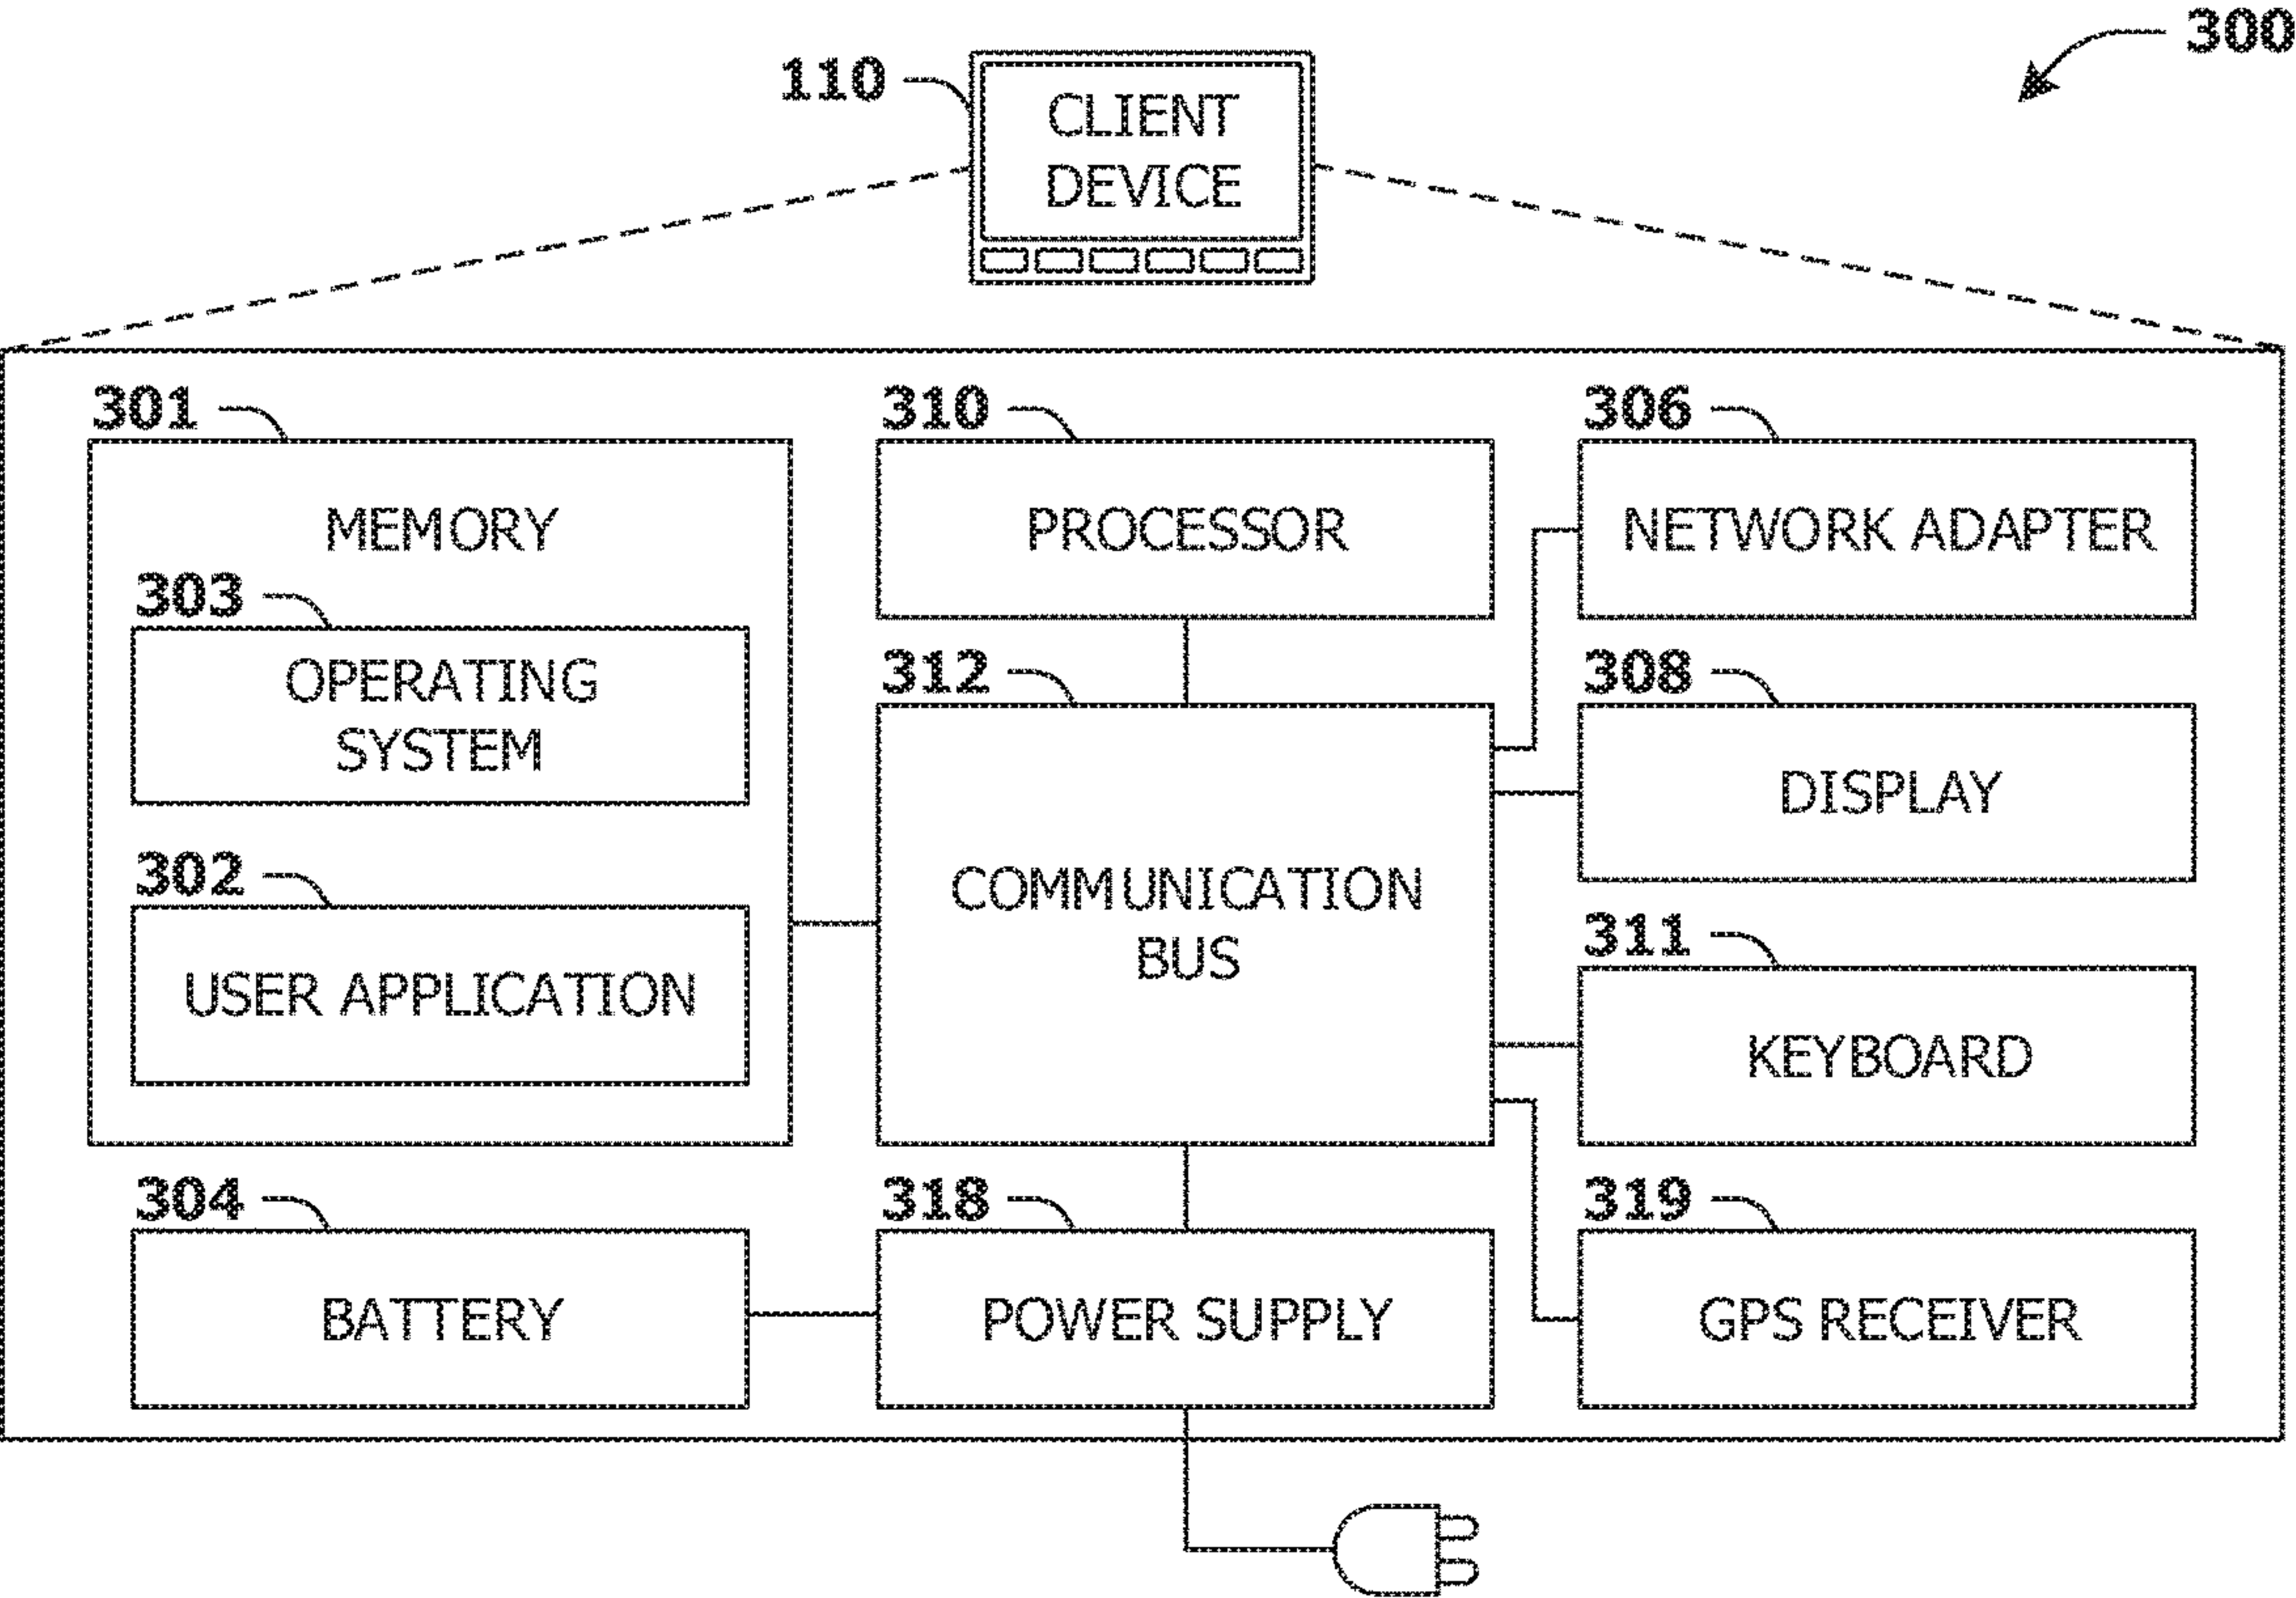 300
110
CLIENT
DEVICE
301
MEMORY
303
OPERATING
SYSTEM
302
USER APPLICATION
304
BATTERY
310
PROCESSOR
312
COMMUNICATION
BUS
318
POWER SUPPLY
306
NETWORK ADAPTER
308
DISPLAY
311
KEYBOARD
319
GPS RECEIVER